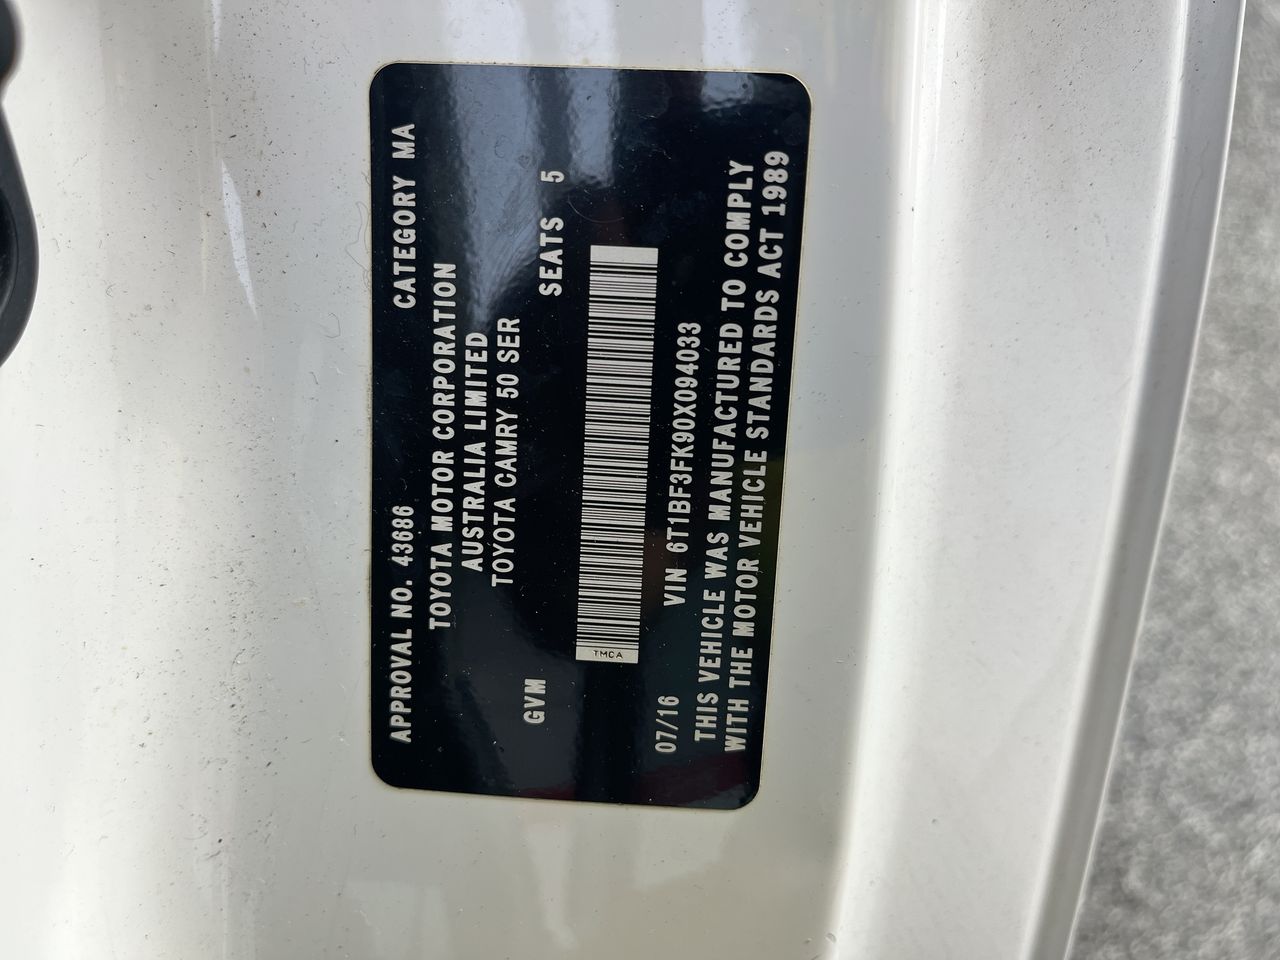 APPROVAL NO. 43686 CATEGORY MA
TOYOTA MOTOR CORPORATION
AUSTRALIA LIMITED
TOYOTA CAMRY 50 SER
GVM SEATS 5
TMCA
07/16 VIN 6T1BF3FK90X094033
THIS VEHICLE WAS MANUFACTURED TO COMPLY
WITH THE MOTOR VEHICLE STANDARDS ACT 1989